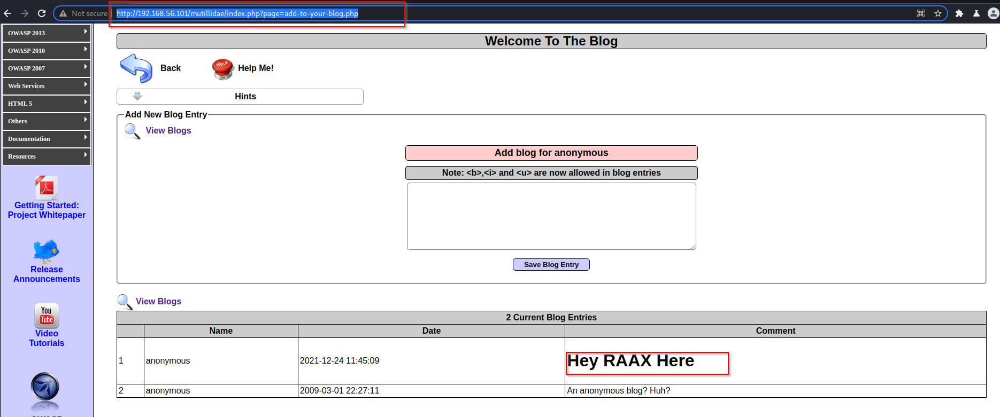 Not secure http://192.168.56.101/mutillidae/index.php?page=add-to-your-blog.php
OWASP 2013
OWASP 2010
OWASP 2007
Web Services
HTML 5
Others
Documentation
Resources
Getting Started:
Project Whitepaper
Release
Announcements
You
Tube
Video
Tutorials
Welcome To The Blog
Back
HELP
Help Me!
Hints
Add New Blog Entry
View Blogs
Add blog for anonymous
Note: <b>,<i> and <u> are now allowed in blog entries
Save Blog Entry
View Blogs
2 Current Blog Entries
Name Date Comment
1 anonymous 2021-12-24 11:45:09 Hey RAAX Here
2 anonymous 2009-03-01 22:27:11 An anonymous blog? Huh?